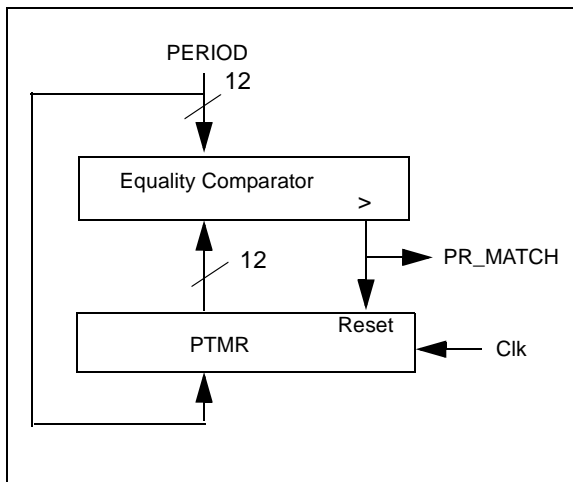 PERIOD
12
Equality Comparator
>
12
PR_MATCH
Reset
PTMR
Clk